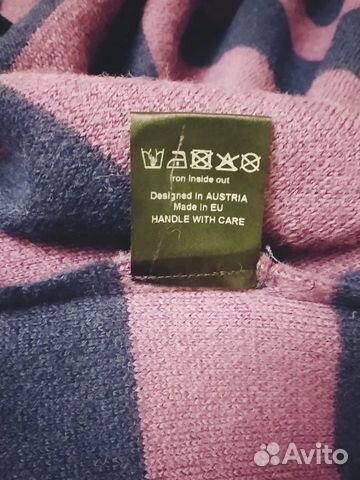 Iron inside out
Designed in AUSTRIA
Made in EU
HANDLE WITH CARE
Avito